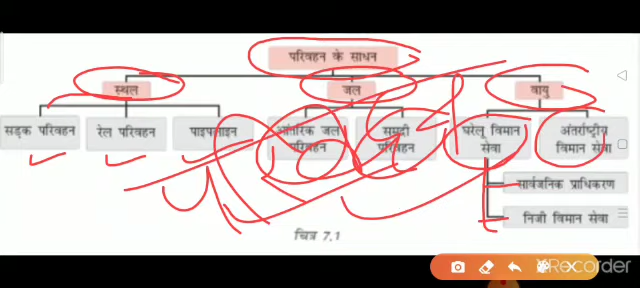 परिवहन के साधन
स्थल
जल
वायु
सड़क परिवहन
रेल परिवहन
पाइपलाइन
आंतरिक जल
परिवहन
समुद्री
परिवहन
घरेलू विमान
सेवा
अंतर्राष्ट्रीय
विमान सेवा
सार्वजनिक प्राधिकरण
निजी विमान सेवा
चित्र 7.1
XRecorder